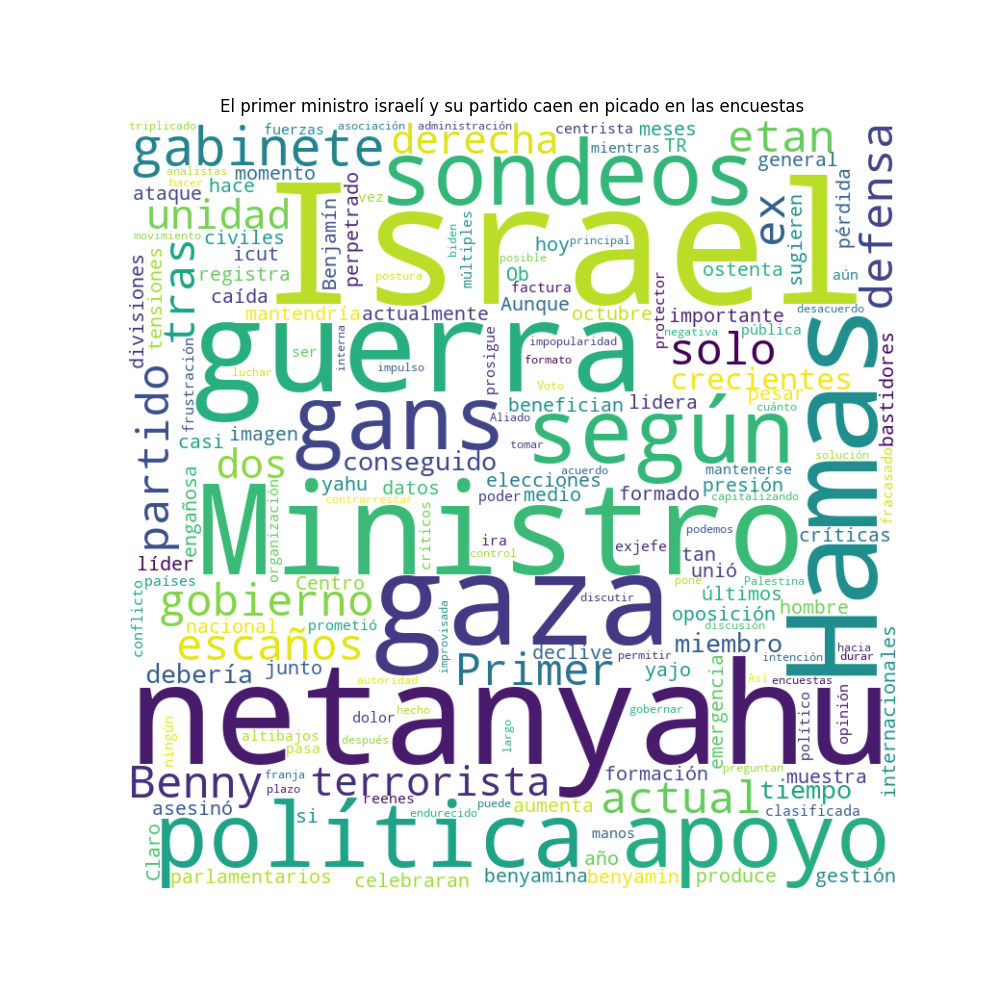 El primer ministro israelí y su partido caen en picado en las encuestas
triplicado
fuerzas
asociación
administración
centrista
meses
etan
gabinete
derecha
sondeos
mientras
TR
general
defensa
analistas
hacer
momento
ataque
hace
perpetrado
vez
Israel
ex
sugieren
pérdida
unidad
Benjamín
movimiento
civiles
tras
icut
registra
caída
divisiones
tensiones
biden
múltiples
posible
hoy
principal
postura
Ob
ostenta
aún
factura
Aunque
octubre
protector
importante
desacuerdo
mantendría
actualmente
negativa
pública
guerra
interna
ser
impopularidad
formato
prosigue
solo
Hamas
bastidores
frustración
luchar
impulso
Voto
crecientes
pesar
cuánto
partido
gans
benefician
lidera
según
Aliado
casi
imagen
tomar
conseguido
dos
solución
fracasado
engañosa
yahu
datos
elecciones
acuerdo
mantenerse
presión
contrarrestar
poder
medio
formado
capitalizando
organización
Ministro
críticos
críticas
podemos
ira
control
exjefe
tan
líder
unió
países
Centro
gaza
Palestina
últimos
conflicto
gobierno
discutir
hombre
nacional
prometió
oposición
discusión
improvisada
escaños
declive
miembro
hacia
durar
debería
junto
Primer
permitir
yajo
intención
internacionales
autoridad
Así
encuestas
netanyahu
hecho
gobernar
emergencia
político
opinión
ningún
altibajos
dolor
pasa
después
largo
Benny
franja
plazo
terrorista
formación
preguntan
muestra
asesinó
si
reenes
endurecido
puede
aumenta
actual
tiempo
clasificada
Claro
política
manos
apoyo
año
parlamentarios
celebraran
benyamina
benyamin
produce
gestión